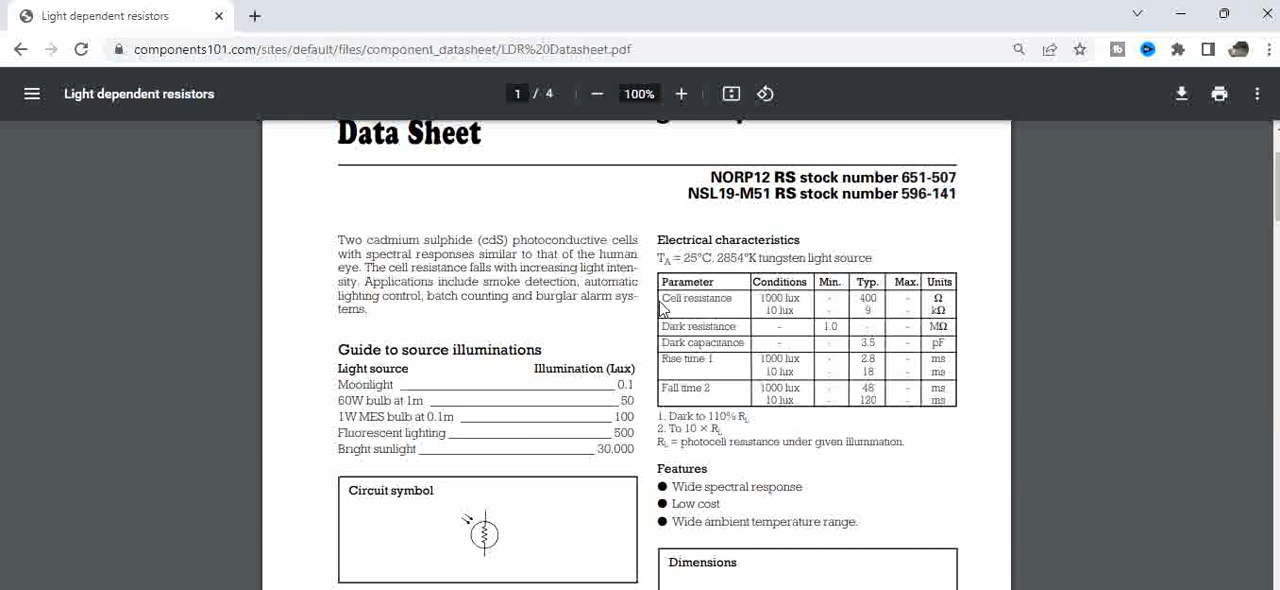 Light dependent resistors
components101.com/sites/default/files/component_datasheet/LDR%20Datasheet.pdf
Light dependent resistors
1 / 4
100%
Data Sheet
NORP12 RS stock number 651-507
NSL19-M51 RS stock number 596-141
Two cadmium sulphide (cdS) photoconductive cells
with spectral responses similar to that of the human
eye. The cell resistance falls with increasing light inten-
sity. Applications include smoke detection, automatic
lighting control, batch counting and burglar alarm sys-
tems.
Guide to source illuminations
Light source Illumination (Lux)
Moonlight 0.1
60W bulb at 1m 50
1W MES bulb at 0.1m 100
Fluorescent lighting 500
Bright sunlight 30,000
Circuit symbol
Electrical characteristics
TA = 25°C. 2854°K tungsten light source
Parameter Conditions Min. Typ. Max. Units
Cell resistance 1000 lux - 400 - Ω
10 lux - 9 - kΩ
Dark resistance - 1.0 - - MΩ
Dark capacitance - - 3.5 - pF
Rise time 1 1000 lux - 2.8 - ms
10 lux - 18 - ms
Fall time 2 1000 lux - 48 - ms
10 lux - 120 - ms
1. Dark to 110% RL
2. To 10 × RL
RL = photocell resistance under given illumination.
Features
● Wide spectral response
● Low cost
● Wide ambient temperature range.
Dimensions